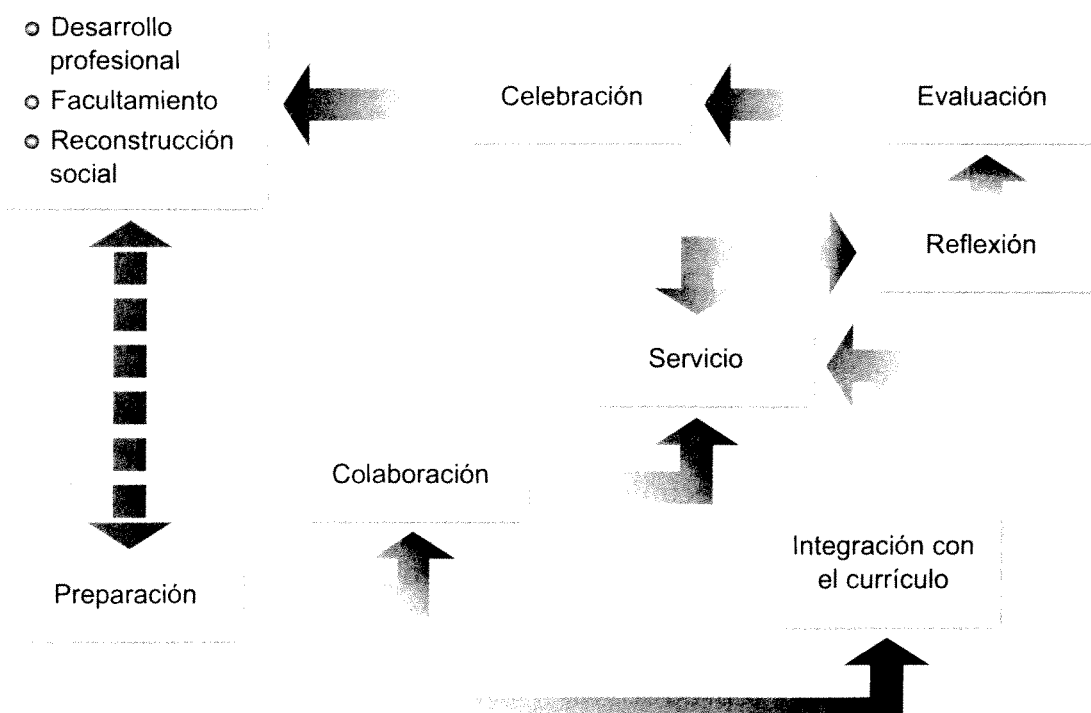 Desarrollo
profesional
Facultamiento
Reconstrucción
social
Celebración
Evaluación
Reflexión
Servicio
Colaboración
Integración con
el currículo
Preparación